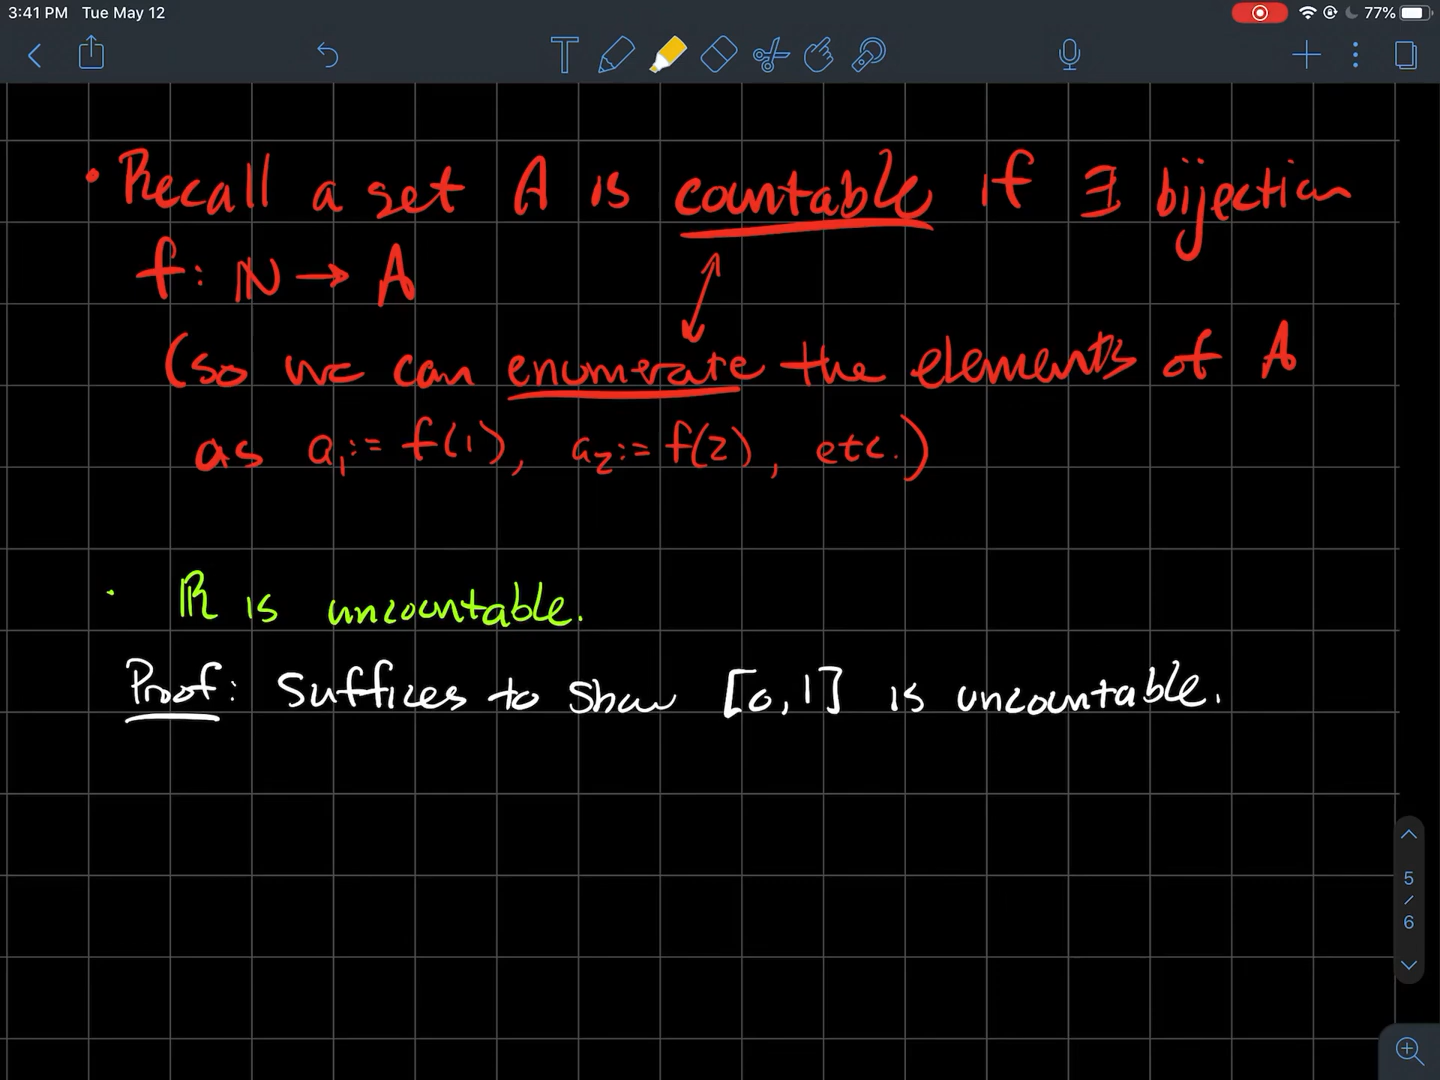 3:41 PM Tue May 12
77%
• Recall a set A is countable if ∃ bijection
f: ℕ → A
(so we can enumerate the elements of A
as a₁:= f(1), a₂:= f(2), etc.)
• ℝ is uncountable.
Proof: Suffices to show [0,1] is uncountable.
5
/
6